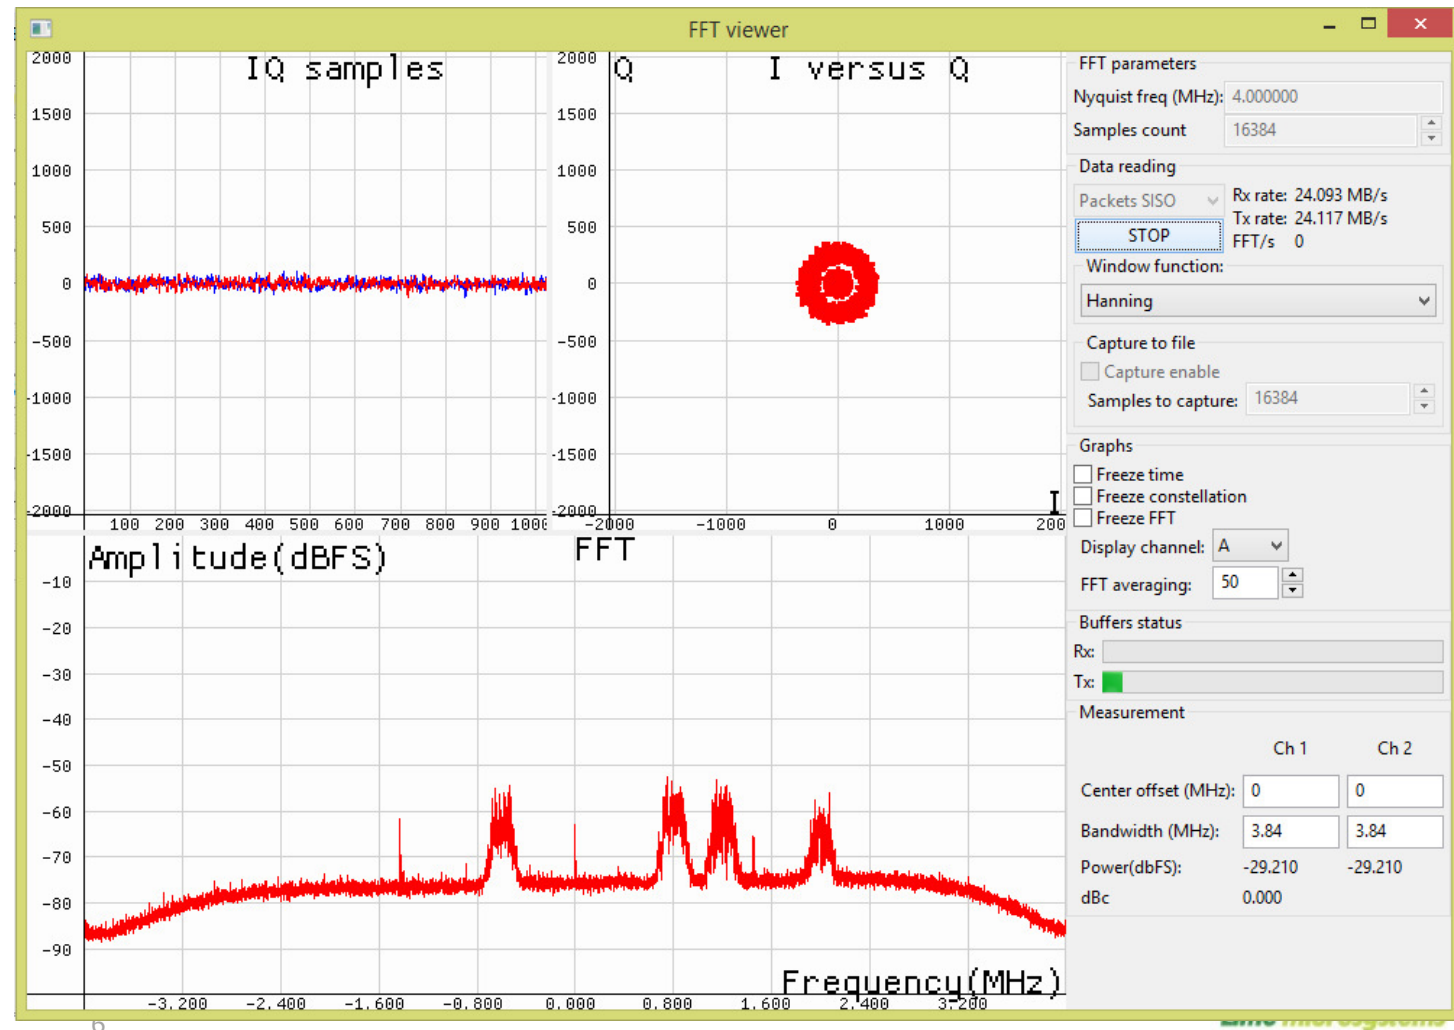 FFT viewer
IQ samples
2000
1500
1000
500
0
-500
-1000
-1500
-2000
100 200 300 400 500 600 700 800 900 1000
Q I versus Q
2000
1500
1000
500
0
-500
-1000
-1500
-2000
I
-2000 -1000 0 1000 200
Amplitude(dBFS) FFT
-10
-20
-30
-40
-50
-60
-70
-80
-90
Frequency(MHz)
-3.200 -2.400 -1.600 -0.800 0.000 0.800 1.600 2.400 3.200
FFT parameters
Nyquist freq (MHz): 4.000000
Samples count 16384
Data reading
Packets SISO Rx rate: 24.093 MB/s
Tx rate: 24.117 MB/s
STOP FFT/s 0
Window function:
Hanning
Capture to file
Capture enable
Samples to capture: 16384
Graphs
Freeze time
Freeze constellation
Freeze FFT
Display channel: A
FFT averaging: 50
Buffers status
Rx:
Tx:
Measurement
Ch 1 Ch 2
Center offset (MHz): 0 0
Bandwidth (MHz): 3.84 3.84
Power(dbFS): -29.210 -29.210
dBc 0.000
6